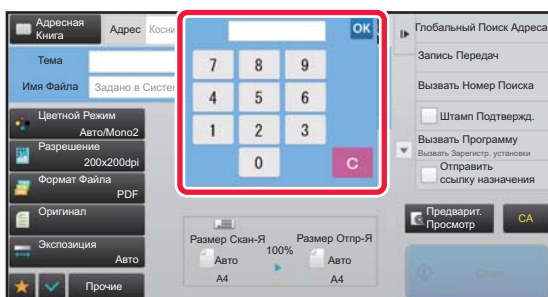 Адресная
Книга
Адрес
OK
Глобальный Поиск Адреса
Тема
Запись Передач
Имя Файла
Задано в
7 8 9
4 5 6
1 2 3
0 C
Вызвать Номер Поиска
Штамп Подтвержд.
Вызвать Программу
Вызвать Зарегистр. установки
Отправить
ссылку назначения
Цветной Режим
Авто/Mono2
Разрешение
200x200dpi
Формат Файла
PDF
Оригинал
Экспозиция
Авто
Прочие
Размер Скан-Я
100%
Размер Отпр-Я
Авто
Авто
A4
A4
Предварит.
Просмотр
CA
Старт